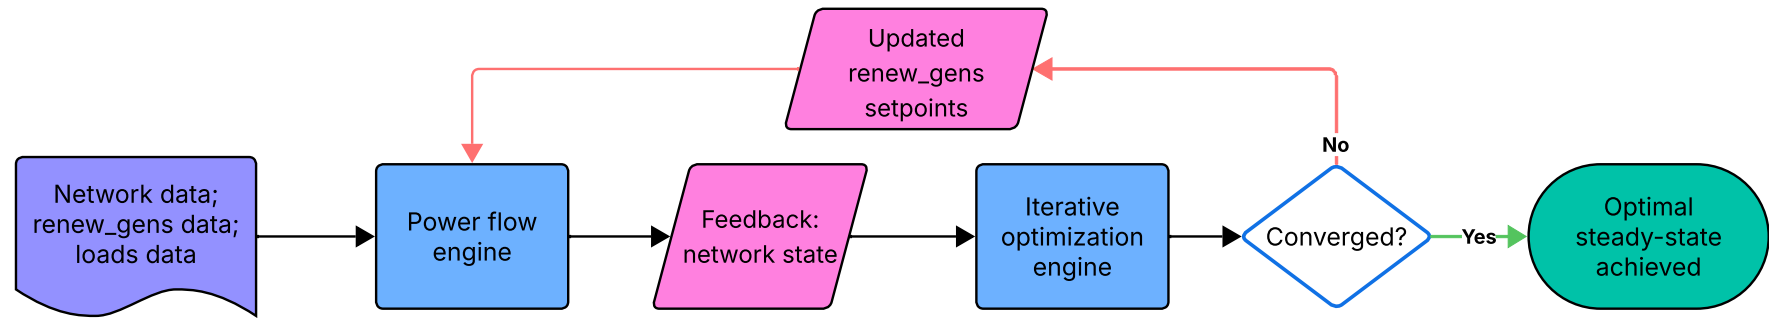 Updated
renew_gens
setpoints
No
Network data;
renew_gens data;
loads data
Power flow
engine
Feedback:
network state
Iterative
optimization
engine
Converged?
Yes
Optimal
steady-state
achieved